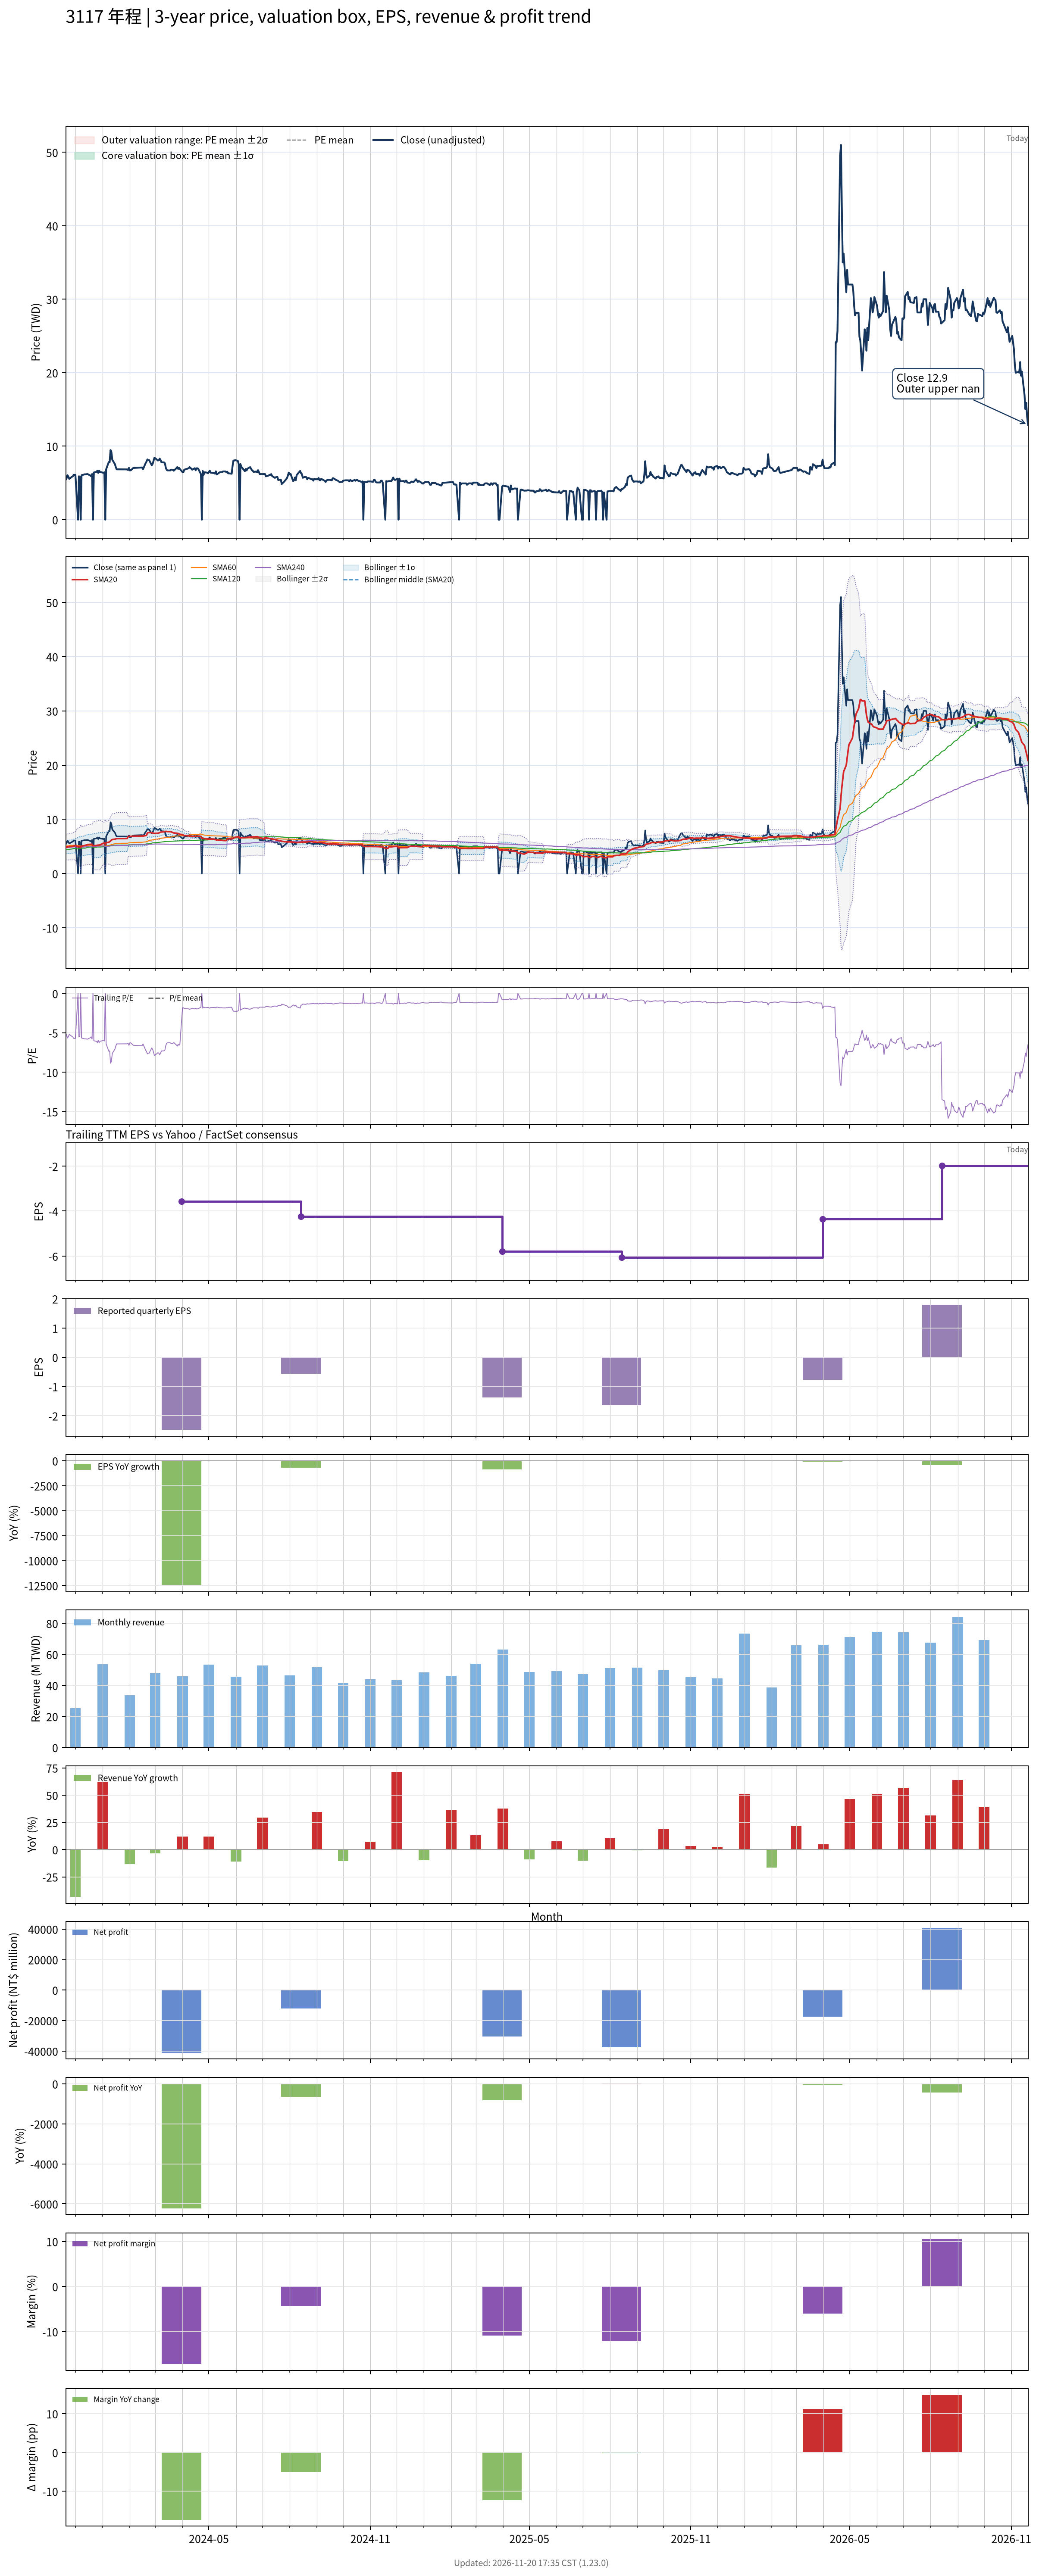 3117 年程 | 3-year price, valuation box, EPS, revenue & profit trend
Outer valuation range: PE mean ±2σ
Core valuation box: PE mean ±1σ
PE mean
Close (unadjusted)
Today
Close 12.9
Outer upper nan
Price (TWD)
50
40
30
20
10
0
Close (same as panel 1)
SMA20
SMA60
SMA120
SMA240
Bollinger ±2σ
Bollinger ±1σ
Bollinger middle (SMA20)
Price
50
40
30
20
10
0
-10
Trailing P/E
P/E mean
P/E
0
-5
-10
-15
Trailing TTM EPS vs Yahoo / FactSet consensus
Today
EPS
-2
-4
-6
Reported quarterly EPS
EPS
2
1
0
-1
-2
EPS YoY growth
YoY (%)
0
-2500
-5000
-7500
-10000
-12500
Monthly revenue
Revenue (M TWD)
80
60
40
20
0
Revenue YoY growth
YoY (%)
75
50
25
0
-25
Month
Net profit
Net profit (NT$ million)
40000
20000
0
-20000
-40000
Net profit YoY
YoY (%)
0
-2000
-4000
-6000
Net profit margin
Margin (%)
10
0
-10
Margin YoY change
Δ margin (pp)
10
0
-10
2024-05
2024-11
2025-05
2025-11
2026-05
2026-11
Updated: 2026-11-20 17:35 CST (1.23.0)